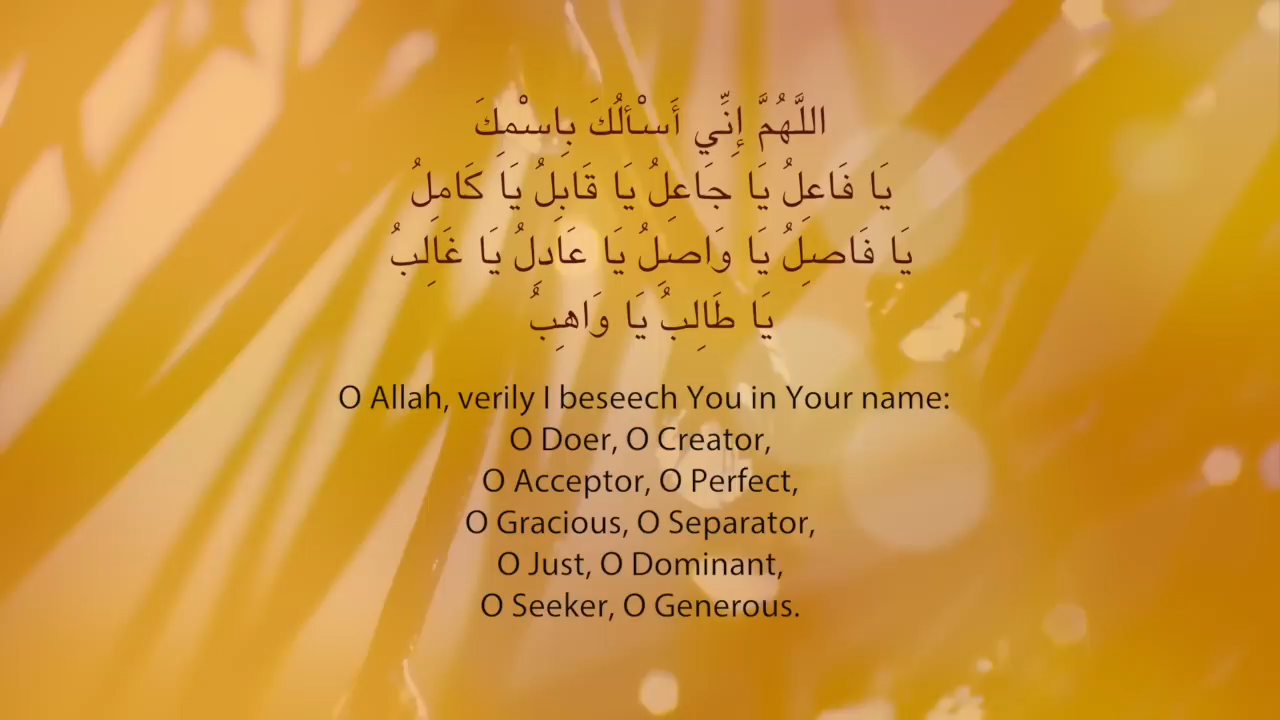 اللَّهُمَّ إِنِّي أَسْأَلُكَ بِاسْمِكَ
يَا فَاعِلُ يَا جَاعِلُ يَا قَابِلُ يَا كَامِلُ
يَا فَاصِلُ يَا وَاصِلُ يَا عَادِلُ يَا غَالِبُ
يَا طَالِبُ يَا وَاهِبُ
O Allah, verily I beseech You in Your name:
O Doer, O Creator,
O Acceptor, O Perfect,
O Gracious, O Separator,
O Just, O Dominant,
O Seeker, O Generous.